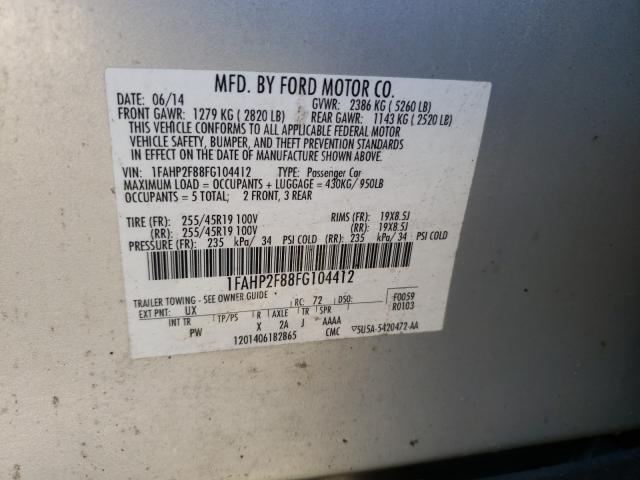 MFD. BY FORD MOTOR CO.
DATE: 06/14 GVWR: 2386 KG ( 5260 LB)
FRONT GAWR: 1279 KG ( 2820 LB) REAR GAWR: 1143 KG ( 2520 LB)
THIS VEHICLE CONFORMS TO ALL APPLICABLE FEDERAL MOTOR
VEHICLE SAFETY, BUMPER, AND THEFT PREVENTION STANDARDS
IN EFFECT ON THE DATE OF MANUFACTURE SHOWN ABOVE.
VIN: 1FAHP2F88FG104412 TYPE: Passenger Car
MAXIMUM LOAD = OCCUPANTS + LUGGAGE = 430KG/ 950LB
OCCUPANTS = 5 TOTAL; 2 FRONT, 3 REAR
TIRE (FR): 255/45R19 100V RIMS (FR): 19X8.5J
(RR): 255/45R19 100V (RR): 19X8.5J
PRESSURE (FR): 235 kPa/ 34 PSI COLD (RR): 235 kPa/ 34 PSI COLD
1FAHP2F88FG104412
TRAILER TOWING - SEE OWNER GUIDE
EXT PNT: UX RC: 72 DSO: F0059
R0103
INT TR TP/PS R AXLE TR SPR
PW X 2A J AAAA
1201406182865 CMC ▽5U5A-5420472-AA